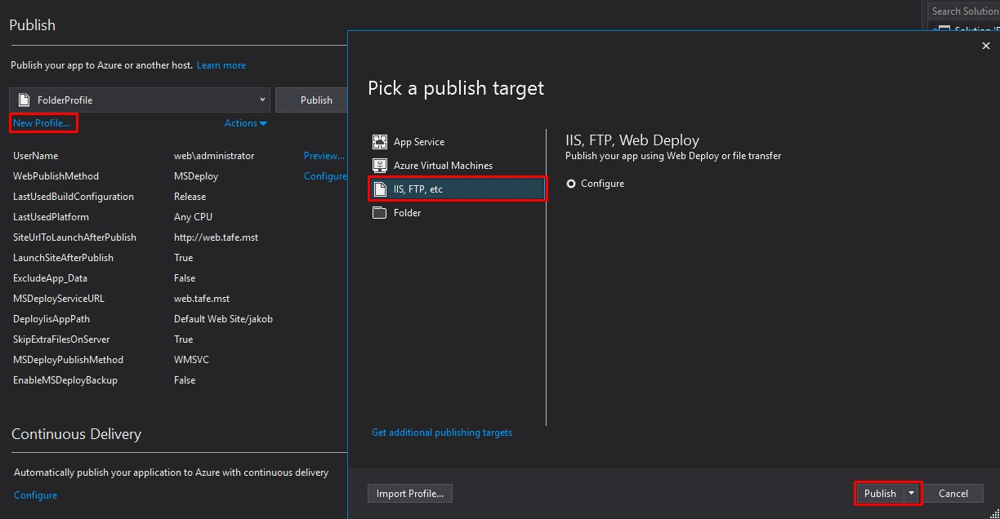 Publish
Publish your app to Azure or another host. Learn more
FolderProfile
Publish
New Profile...
Actions
UserName web\administrator Preview...
WebPublishMethod MSDeploy Configure
LastUsedBuildConfiguration Release
LastUsedPlatform Any CPU
SiteUrlToLaunchAfterPublish http://web.tafe.mst
LaunchSiteAfterPublish True
ExcludeApp_Data False
MSDeployServiceURL web.tafe.mst
DeployIisAppPath Default Web Site/jakob
SkipExtraFilesOnServer True
MSDeployPublishMethod WMSVC
EnableMSDeployBackup False
Continuous Delivery
Automatically publish your application to Azure with continuous delivery
Configure
Search Solution
Pick a publish target
App Service
Azure Virtual Machines
IIS, FTP, etc
Folder
Get additional publishing targets
IIS, FTP, Web Deploy
Publish your app using Web Deploy or file transfer
Configure
Import Profile...
Publish
Cancel